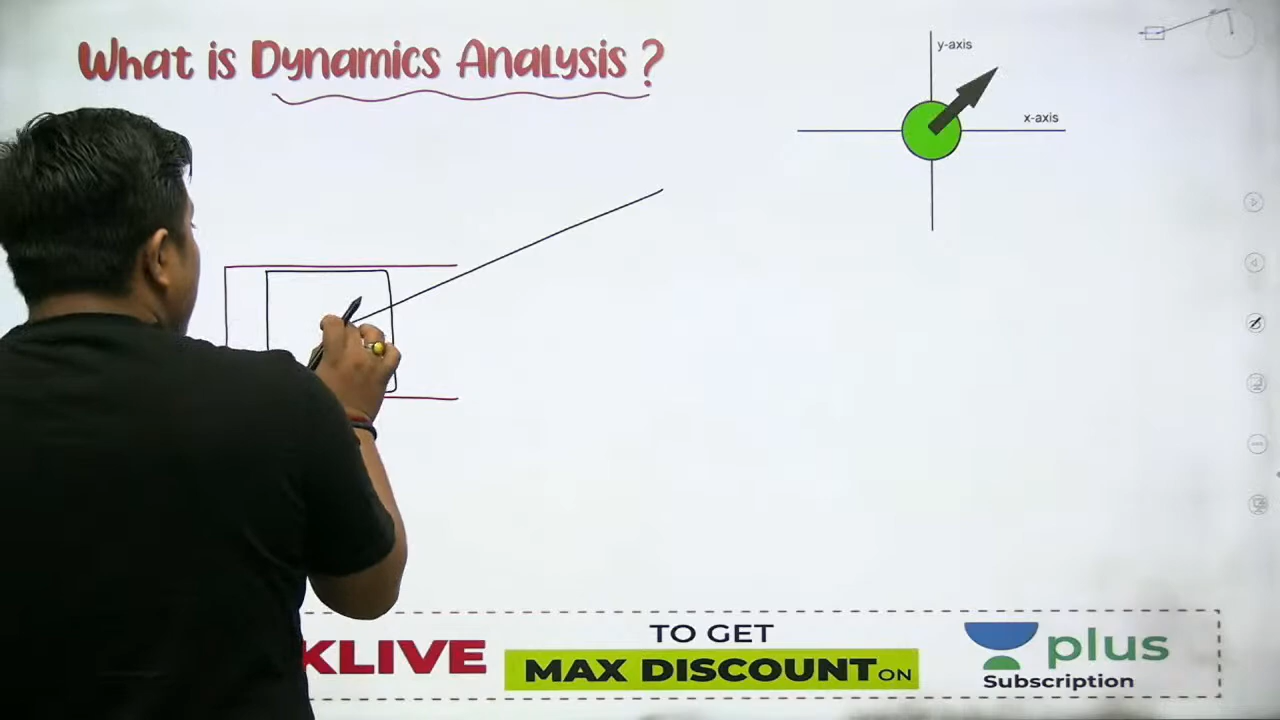 What is Dynamics Analysis ?
y-axis
x-axis
KLIVE
TO GET
MAX DISCOUNT ON
plus
Subscription